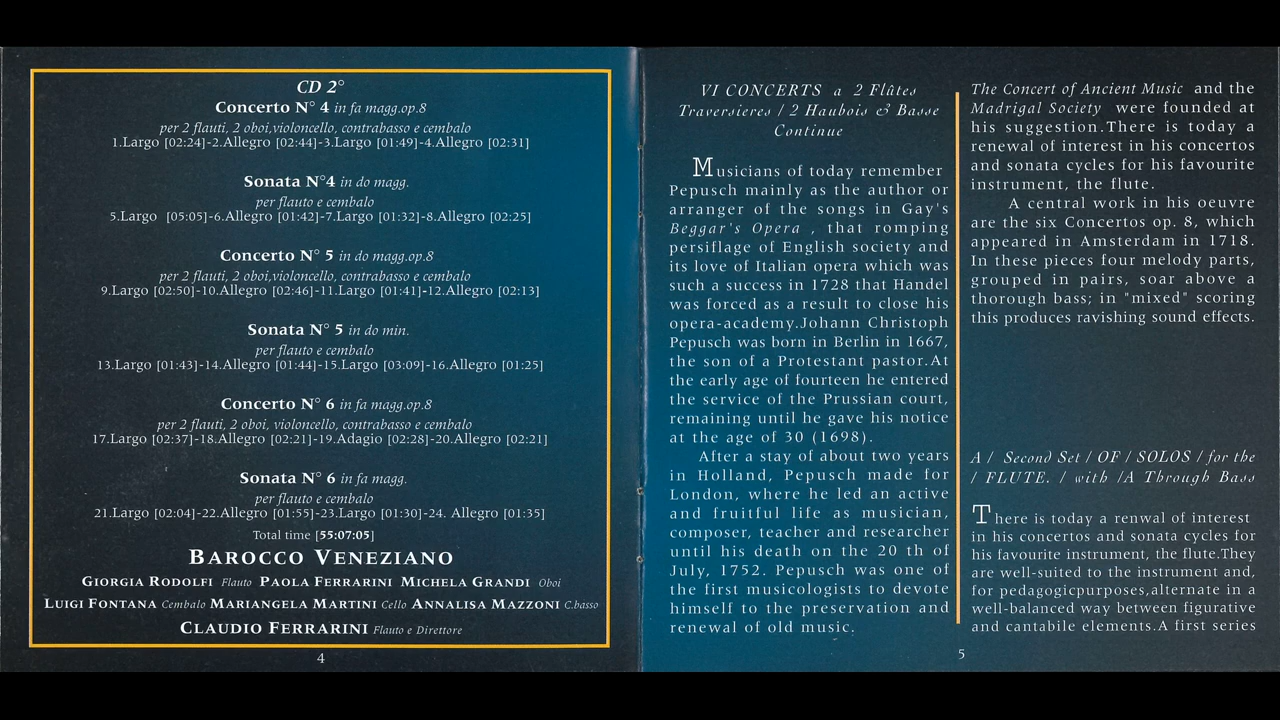 CD 2°
Concerto N° 4 in fa magg.op.8
per 2 flauti, 2 oboi,violoncello, contrabasso e cembalo
1.Largo [02:24]-2.Allegro [02:44]-3.Largo [01:49]-4.Allegro [02:31]
Sonata N°4 in do magg.
per flauto e cembalo
5.Largo [05:05]-6.Allegro [01:42]-7.Largo [01:32]-8.Allegro [02:25]
Concerto N° 5 in do magg.op.8
per 2 flauti, 2 oboi,violoncello, contrabasso e cembalo
9.Largo [02:50]-10.Allegro [02:46]-11.Largo [01:41]-12.Allegro [02:13]
Sonata N° 5 in do min.
per flauto e cembalo
13.Largo [01:43]-14.Allegro [01:44]-15.Largo [03:09]-16.Allegro [01:25]
Concerto N° 6 in fa magg.op.8
per 2 flauti, 2 oboi, violoncello, contrabasso e cembalo
17.Largo [02:37]-18.Allegro [02:21]-19.Adagio [02:28]-20.Allegro [02:21]
Sonata N° 6 in fa magg.
per flauto e cembalo
21.Largo [02:04]-22.Allegro [01:55]-23.Largo [01:30]-24. Allegro [01:35]
Total time [55:07:05]
BAROCCO VENEZIANO
GIORGIA RODOLFI Flauto PAOLA FERRARINI MICHELA GRANDI Oboi
LUIGI FONTANA Cembalo MARIANGELA MARTINI Cello ANNALISA MAZZONI C.basso
CLAUDIO FERRARINI Flauto e Direttore
4
VI CONCERTS a 2 Flûtes
Traversieres / 2 Haubois & Basse
Continue
Musicians of today remember
Pepusch mainly as the author or
arranger of the songs in Gay's
Beggar's Opera , that romping
persiflage of English society and
its love of Italian opera which was
such a success in 1728 that Handel
was forced as a result to close his
opera-academy.Johann Christoph
Pepusch was born in Berlin in 1667,
the son of a Protestant pastor.At
the early age of fourteen he entered
the service of the Prussian court,
remaining until he gave his notice
at the age of 30 (1698).
After a stay of about two years
in Holland, Pepusch made for
London, where he led an active
and fruitful life as musician,
composer, teacher and researcher
until his death on the 20 th of
July, 1752. Pepusch was one of
the first musicologists to devote
himself to the preservation and
renewal of old music.
The Concert of Ancient Music and the
Madrigal Society were founded at
his suggestion.There is today a
renewal of interest in his concertos
and sonata cycles for his favourite
instrument, the flute.
A central work in his oeuvre
are the six Concertos op. 8, which
appeared in Amsterdam in 1718.
In these pieces four melody parts,
grouped in pairs, soar above a
thorough bass; in "mixed" scoring
this produces ravishing sound effects.
A / Second Set / OF / SOLOS / for the
/ FLUTE. / with /A Through Bass
There is today a renwal of interest
in his concertos and sonata cycles for
his favourite instrument, the flute.They
are well-suited to the instrument and,
for pedagogicpurposes,alternate in a
well-balanced way between figurative
and cantabile elements.A first series
5